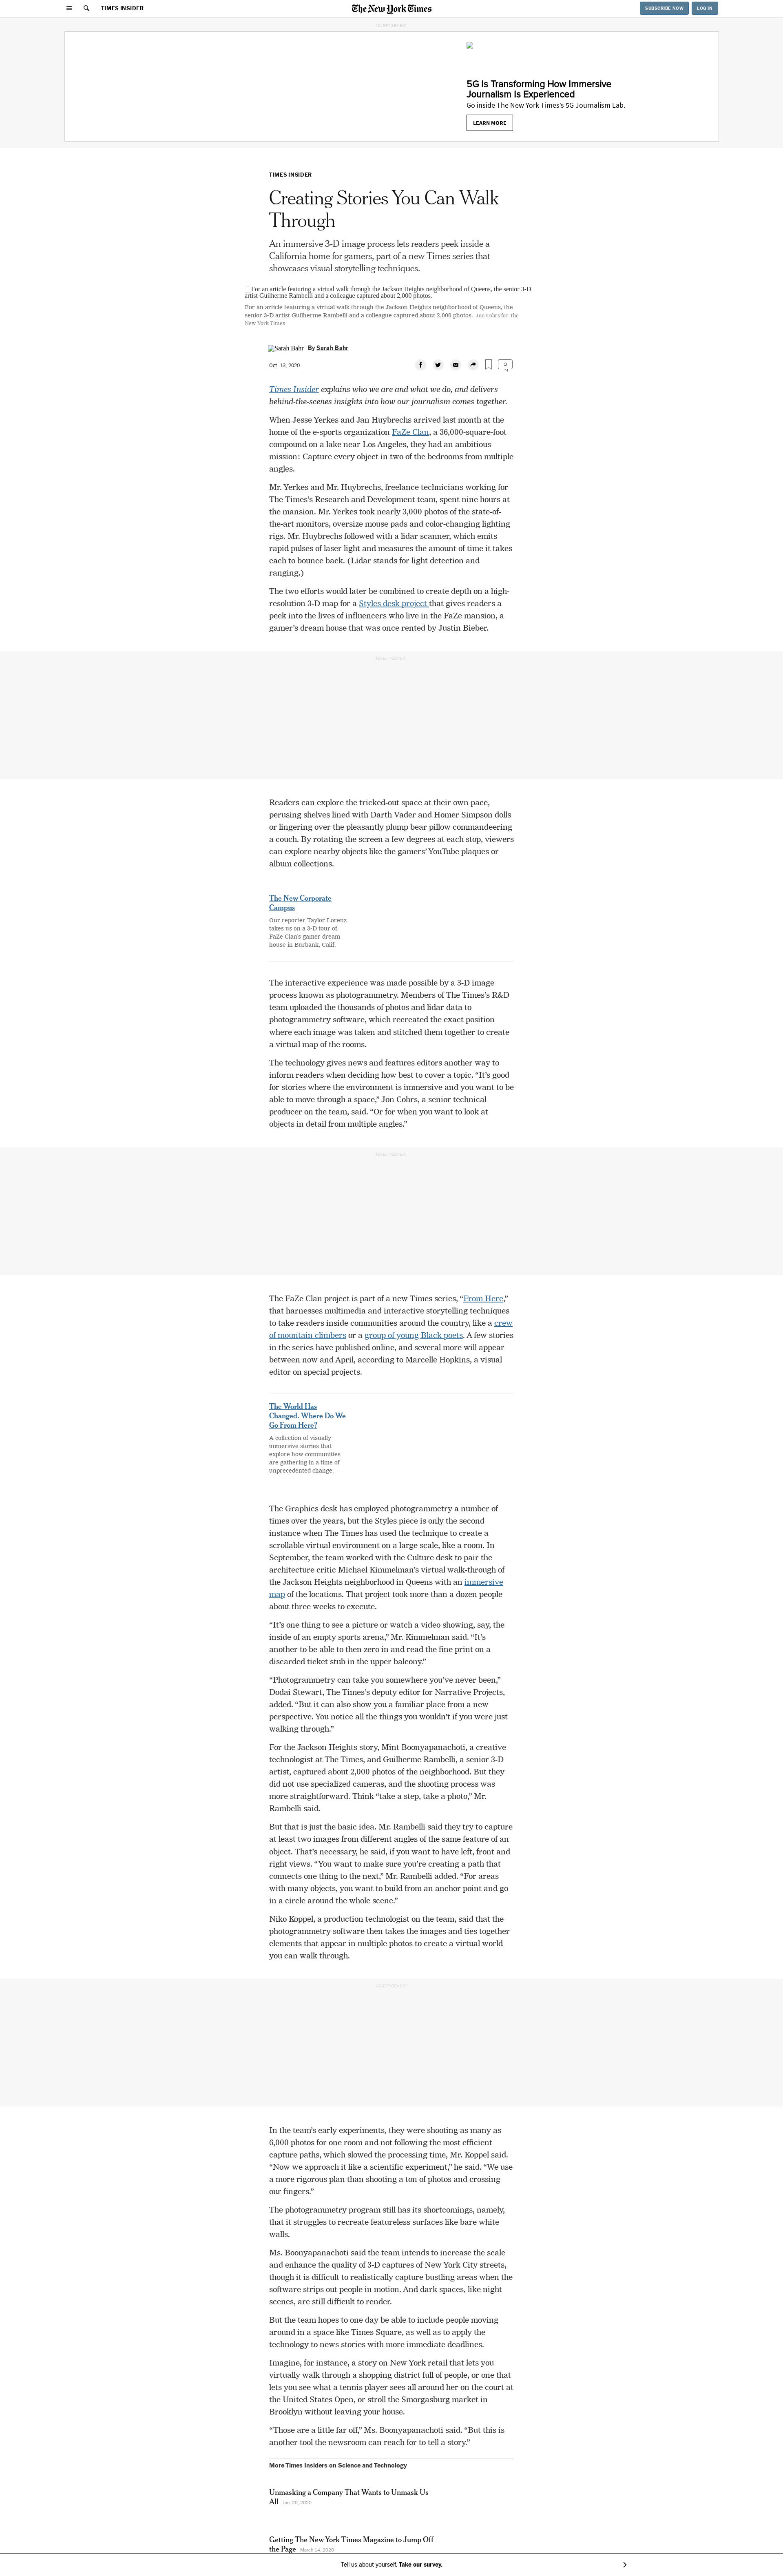 TIMES INSIDER
The New York Times
SUBSCRIBE NOW
LOG IN
ADVERTISEMENT
5G Is Transforming How Immersive
Journalism Is Experienced
Go inside The New York Times's 5G Journalism Lab.
LEARN MORE
TIMES INSIDER
Creating Stories You Can Walk
Through
An immersive 3-D image process lets readers peek inside a
California home for gamers, part of a new Times series that
showcases visual storytelling techniques.
For an article featuring a virtual walk through the Jackson Heights neighborhood of Queens, the senior 3-D
artist Guilherme Rambelli and a colleague captured about 2,000 photos.
For an article featuring a virtual walk through the Jackson Heights neighborhood of Queens, the
senior 3-D artist Guilherme Rambelli and a colleague captured about 2,000 photos. Jon Cohrs for The
New York Times
Sarah Bahr By Sarah Bahr
Oct. 13, 2020
3
Times Insider explains who we are and what we do, and delivers
behind-the-scenes insights into how our journalism comes together.
When Jesse Yerkes and Jan Huybrechs arrived last month at the
home of the e-sports organization FaZe Clan, a 36,000-square-foot
compound on a lake near Los Angeles, they had an ambitious
mission: Capture every object in two of the bedrooms from multiple
angles.
Mr. Yerkes and Mr. Huybrechs, freelance technicians working for
The Times's Research and Development team, spent nine hours at
the mansion. Mr. Yerkes took nearly 3,000 photos of the state-of-
the-art monitors, oversize mouse pads and color-changing lighting
rigs. Mr. Huybrechs followed with a lidar scanner, which emits
rapid pulses of laser light and measures the amount of time it takes
each to bounce back. (Lidar stands for light detection and
ranging.)
The two efforts would later be combined to create depth on a high-
resolution 3-D map for a Styles desk project that gives readers a
peek into the lives of influencers who live in the FaZe mansion, a
gamer's dream house that was once rented by Justin Bieber.
ADVERTISEMENT
Readers can explore the tricked-out space at their own pace,
perusing shelves lined with Darth Vader and Homer Simpson dolls
or lingering over the pleasantly plump bear pillow commandeering
a couch. By rotating the screen a few degrees at each stop, viewers
can explore nearby objects like the gamers' YouTube plaques or
album collections.
The New Corporate
Campus
Our reporter Taylor Lorenz
takes us on a 3-D tour of
FaZe Clan's gamer dream
house in Burbank, Calif.
The interactive experience was made possible by a 3-D image
process known as photogrammetry. Members of The Times's R&D
team uploaded the thousands of photos and lidar data to
photogrammetry software, which recreated the exact position
where each image was taken and stitched them together to create
a virtual map of the rooms.
The technology gives news and features editors another way to
inform readers when deciding how best to cover a topic. “It's good
for stories where the environment is immersive and you want to be
able to move through a space,” Jon Cohrs, a senior technical
producer on the team, said. “Or for when you want to look at
objects in detail from multiple angles.”
ADVERTISEMENT
The FaZe Clan project is part of a new Times series, “From Here,”
that harnesses multimedia and interactive storytelling techniques
to take readers inside communities around the country, like a crew
of mountain climbers or a group of young Black poets. A few stories
in the series have published online, and several more will appear
between now and April, according to Marcelle Hopkins, a visual
editor on special projects.
The World Has
Changed. Where Do We
Go From Here?
A collection of visually
immersive stories that
explore how communities
are gathering in a time of
unprecedented change.
The Graphics desk has employed photogrammetry a number of
times over the years, but the Styles piece is only the second
instance when The Times has used the technique to create a
scrollable virtual environment on a large scale, like a room. In
September, the team worked with the Culture desk to pair the
architecture critic Michael Kimmelman's virtual walk-through of
the Jackson Heights neighborhood in Queens with an immersive
map of the locations. That project took more than a dozen people
about three weeks to execute.
“It's one thing to see a picture or watch a video showing, say, the
inside of an empty sports arena,” Mr. Kimmelman said. “It's
another to be able to then zero in and read the fine print on a
discarded ticket stub in the upper balcony.”
“Photogrammetry can take you somewhere you've never been,”
Dodai Stewart, The Times's deputy editor for Narrative Projects,
added. “But it can also show you a familiar place from a new
perspective. You notice all the things you wouldn't if you were just
walking through.”
For the Jackson Heights story, Mint Boonyapanachoti, a creative
technologist at The Times, and Guilherme Rambelli, a senior 3-D
artist, captured about 2,000 photos of the neighborhood. But they
did not use specialized cameras, and the shooting process was
more straightforward. Think “take a step, take a photo,” Mr.
Rambelli said.
But that is just the basic idea. Mr. Rambelli said they try to capture
at least two images from different angles of the same feature of an
object. That's necessary, he said, if you want to have left, front and
right views. “You want to make sure you're creating a path that
connects one thing to the next,” Mr. Rambelli added. “For areas
with many objects, you want to build from an anchor point and go
in a circle around the whole scene.”
Niko Koppel, a production technologist on the team, said that the
photogrammetry software then takes the images and ties together
elements that appear in multiple photos to create a virtual world
you can walk through.
ADVERTISEMENT
In the team's early experiments, they were shooting as many as
6,000 photos for one room and not following the most efficient
capture paths, which slowed the processing time, Mr. Koppel said.
“Now we approach it like a scientific experiment,” he said. “We use
a more rigorous plan than shooting a ton of photos and crossing
our fingers.”
The photogrammetry program still has its shortcomings, namely,
that it struggles to recreate featureless surfaces like bare white
walls.
Ms. Boonyapanachoti said the team intends to increase the scale
and enhance the quality of 3-D captures of New York City streets,
though it is difficult to realistically capture bustling areas when the
software strips out people in motion. And dark spaces, like night
scenes, are still difficult to render.
But the team hopes to one day be able to include people moving
around in a space like Times Square, as well as to apply the
technology to news stories with more immediate deadlines.
Imagine, for instance, a story on New York retail that lets you
virtually walk through a shopping district full of people, or one that
lets you see what a tennis player sees all around her on the court at
the United States Open, or stroll the Smorgasburg market in
Brooklyn without leaving your house.
“Those are a little far off,” Ms. Boonyapanachoti said. “But this is
another tool the newsroom can reach for to tell a story.”
More Times Insiders on Science and Technology
Unmasking a Company That Wants to Unmask Us
All Jan. 20, 2020
Getting The New York Times Magazine to Jump Off
the Page March 14, 2020
Tell us about yourself. Take our survey.